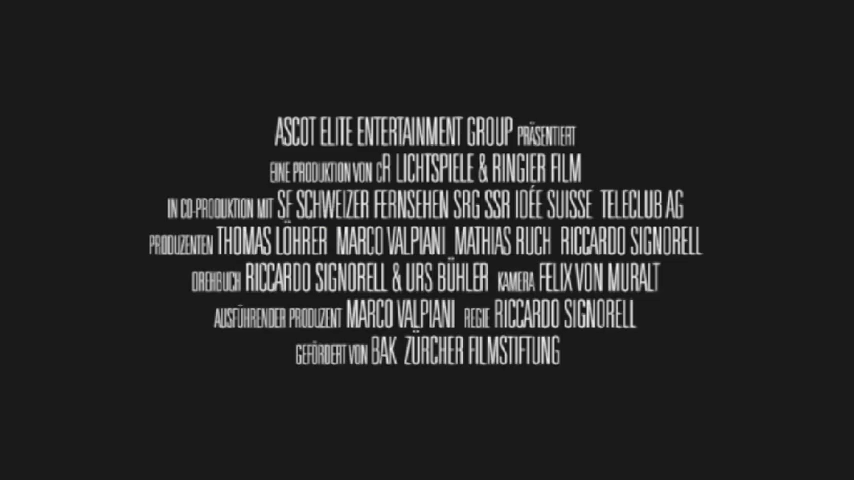 ASCOT ELITE ENTERTAINMENT GROUP PRÄSENTIERT
EINE PRODUKTION VON CR LICHTSPIELE & RINGIER FILM
IN CO-PRODUKTION MIT SF SCHWEIZER FERNSEHEN SRG SSR IDÉE SUISSE TELECLUB AG
PRODUZENTEN THOMAS LÖHRER MARCO VALPIANI MATHIAS RUCH RICCARDO SIGNORELL
DREHBUCH RICCARDO SIGNORELL & URS BÜHLER KAMERA FELIX VON MURALT
AUSFÜHRENDER PRODUZENT MARCO VALPIANI REGIE RICCARDO SIGNORELL
GEFÖRDERT VON BAK ZÜRCHER FILMSTIFTUNG